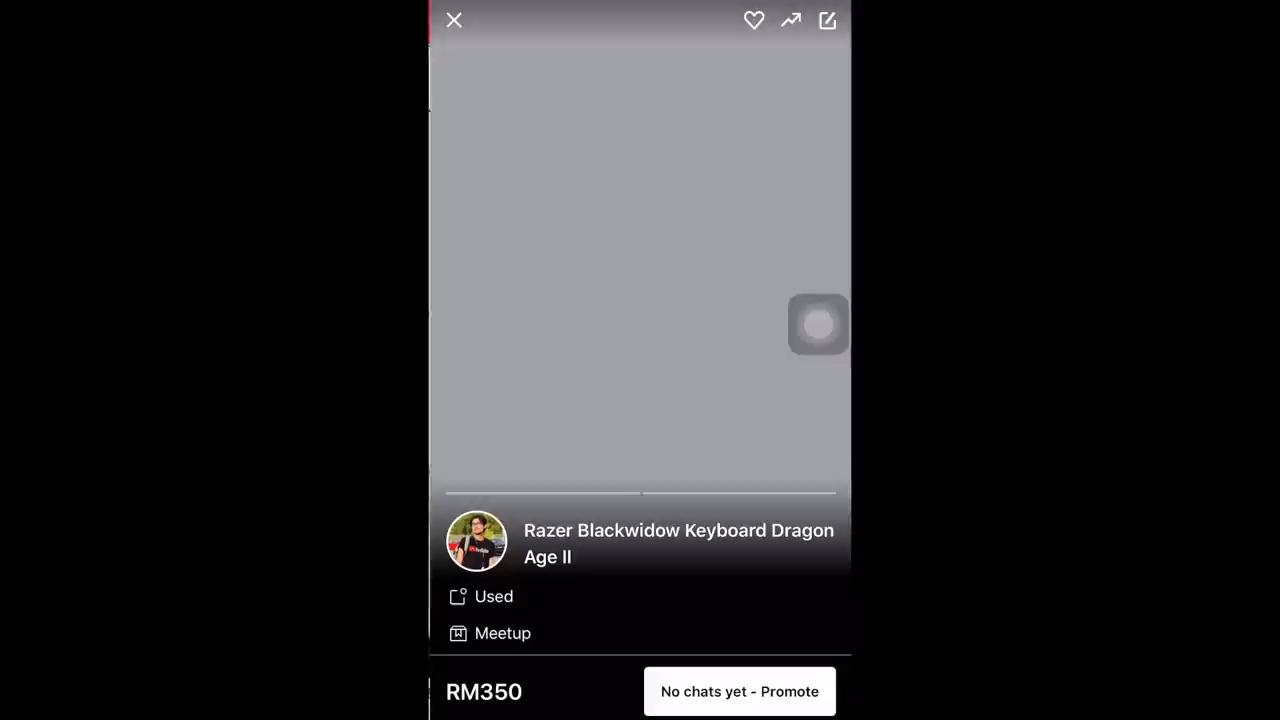 Razer Blackwidow Keyboard Dragon
Age II
Used
Meetup
RM350
No chats yet - Promote